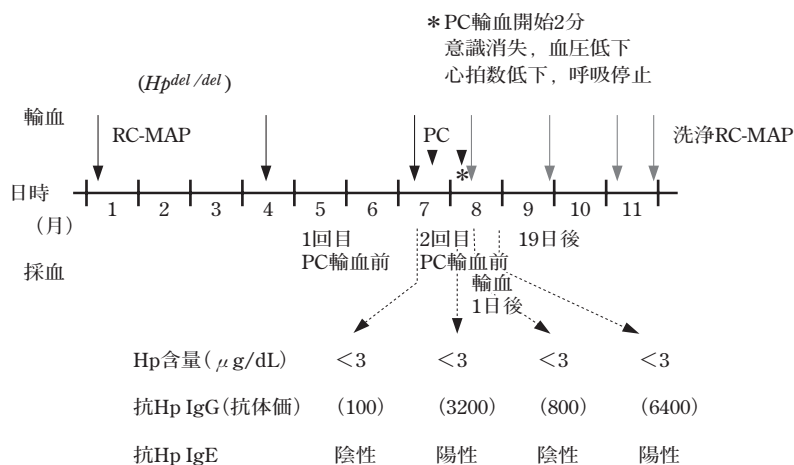 ＊PC輸血開始2分
意識消失，血圧低下
心拍数低下，呼吸停止
(Hp^del/del)
輸血
RC-MAP
PC
洗浄RC-MAP
＊
日時
（月）
1 2 3 4 5 6 7 8 9 10 11
採血
1回目
PC輸血前
2回目
PC輸血前
輸血
1日後
19日後
Hp含量(μg/dL) ＜3 ＜3 ＜3 ＜3
抗Hp IgG(抗体価) (100) (3200) (800) (6400)
抗Hp IgE 陰性 陽性 陰性 陽性